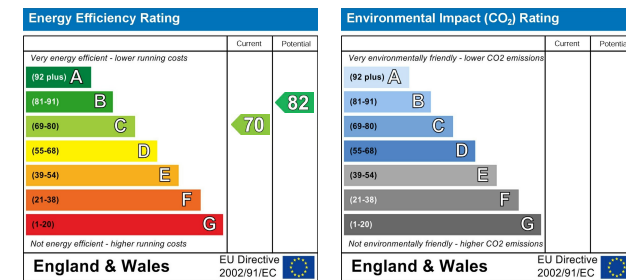 Energy Efficiency Rating
Current Potential
Very energy efficient - lower running costs
(92 plus) A
(81-91) B
82
(69-80) C
70
(55-68) D
(39-54) E
(21-38) F
(1-20) G
Not energy efficient - higher running costs
England & Wales
EU Directive
2002/91/EC
Environmental Impact (CO₂) Rating
Current Potential
Very environmentally friendly - lower CO2 emissions
(92 plus) A
(81-91) B
(69-80) C
(55-68) D
(39-54) E
(21-38) F
(1-20) G
Not environmentally friendly - higher CO2 emissions
England & Wales
EU Directive
2002/91/EC